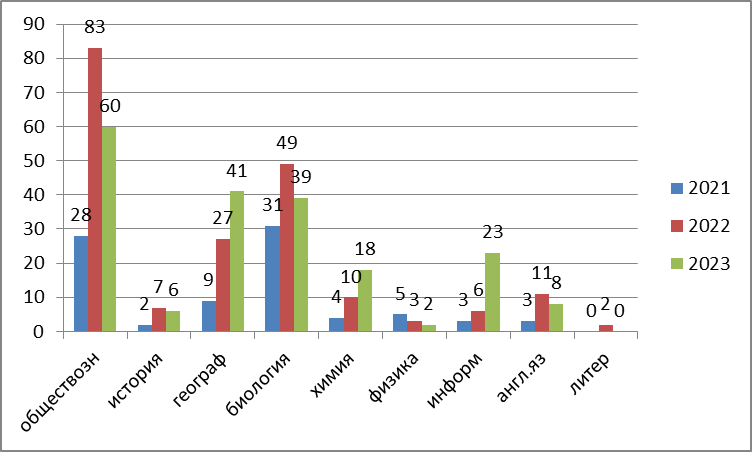 90
80
70
60
50
40
30
20
10
0
28 83 60
2 7 6
9 27 41
31 49 39
4 10 18
5 3 2
3 6 23
3 11 8
0 2 0
обществозн
история
географ
биология
химия
физика
информ
англ.яз
литер
2021
2022
2023